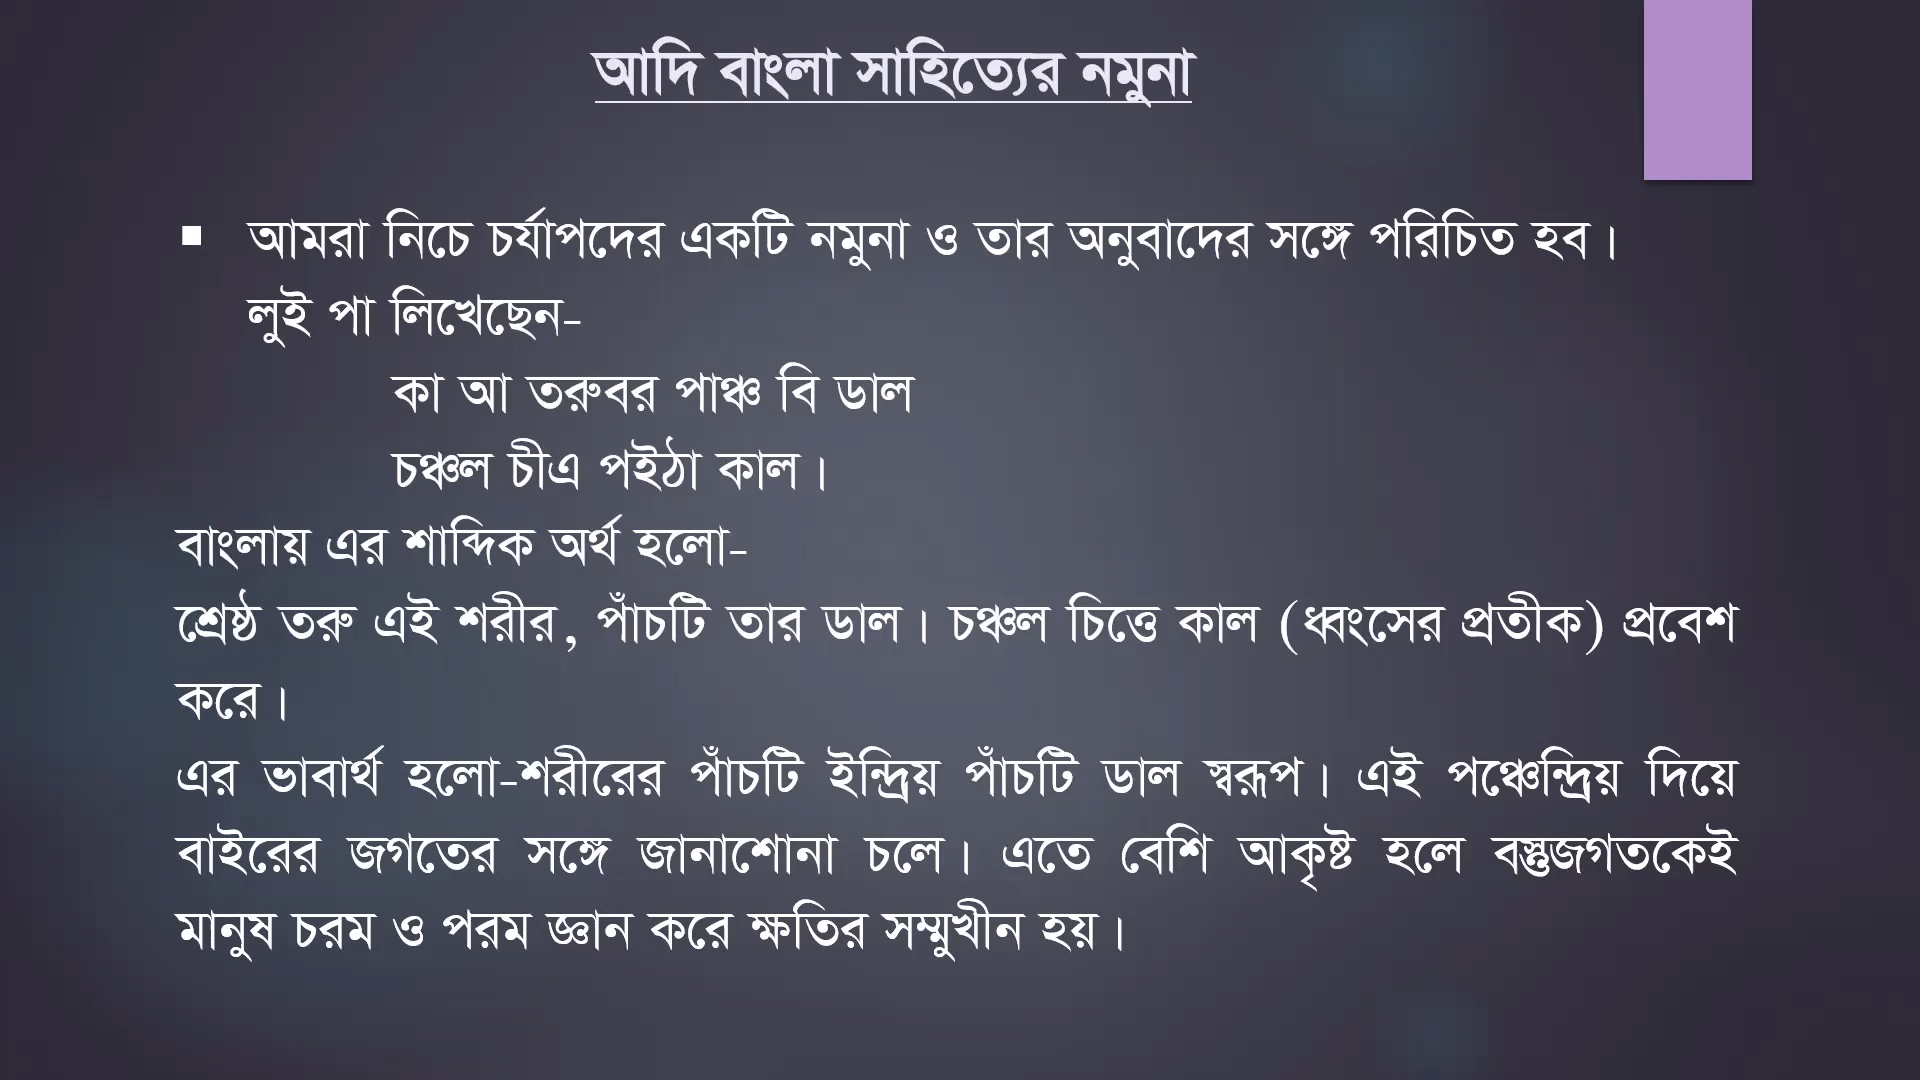 আদি বাংলা সাহিত্যের নমুনা
▪ আমরা নিচে চর্যাপদের একটি নমুনা ও তার অনুবাদের সঙ্গে পরিচিত হব।
লুই পা লিখেছেন-
কা আ তরুবর পাঞ্চ বি ডাল
চঞ্চল চীএ পইঠা কাল।
বাংলায় এর শাব্দিক অর্থ হলো-
শ্রেষ্ঠ তরু এই শরীর, পাঁচটি তার ডাল। চঞ্চল চিত্তে কাল (ধ্বংসের প্রতীক) প্রবেশ
করে।
এর ভাবার্থ হলো-শরীরের পাঁচটি ইন্দ্রিয় পাঁচটি ডাল স্বরূপ। এই পঞ্চেন্দ্রিয় দিয়ে
বাইরের জগতের সঙ্গে জানাশোনা চলে। এতে বেশি আকৃষ্ট হলে বস্তুজগতকেই
মানুষ চরম ও পরম জ্ঞান করে ক্ষতির সম্মুখীন হয়।